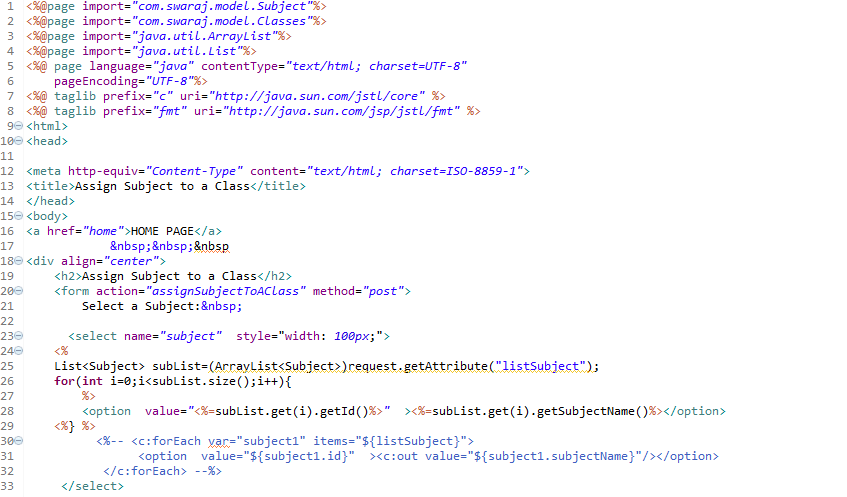 1 <%@page import="com.swaraj.model.Subject"%>
2 <%@page import="com.swaraj.model.Classes"%>
3 <%@page import="java.util.ArrayList"%>
4 <%@page import="java.util.List"%>
5 <%@ page language="java" contentType="text/html; charset=UTF-8"
6     pageEncoding="UTF-8"%>
7 <%@ taglib prefix="c" uri="http://java.sun.com/jstl/core" %>
8 <%@ taglib prefix="fmt" uri="http://java.sun.com/jsp/jstl/fmt" %>
9 <html>
10 <head>
11
12 <meta http-equiv="Content-Type" content="text/html; charset=ISO-8859-1">
13 <title>Assign Subject to a Class</title>
14 </head>
15 <body>
16 <a href="home">HOME PAGE</a>
17             &nbsp;&nbsp;&nbsp
18 <div align="center">
19     <h2>Assign Subject to a Class</h2>
20     <form action="assignSubjectToAClass" method="post">
21         Select a Subject:&nbsp;
22
23       <select name="subject"  style="width: 100px;">
24     <%
25     List<Subject> subList=(ArrayList<Subject>)request.getAttribute("listSubject");
26     for(int i=0;i<subList.size();i++){
27         %>
28         <option  value="<%=subList.get(i).getId()%>"  ><%=subList.get(i).getSubjectName()%></option>
29     <%} %>
30           <%-- <c:forEach var="subject1" items="${listSubject}">
31                 <option  value="${subject1.id}"  ><c:out value="${subject1.subjectName}"/></option>
32            </c:forEach> --%>
33      </select>